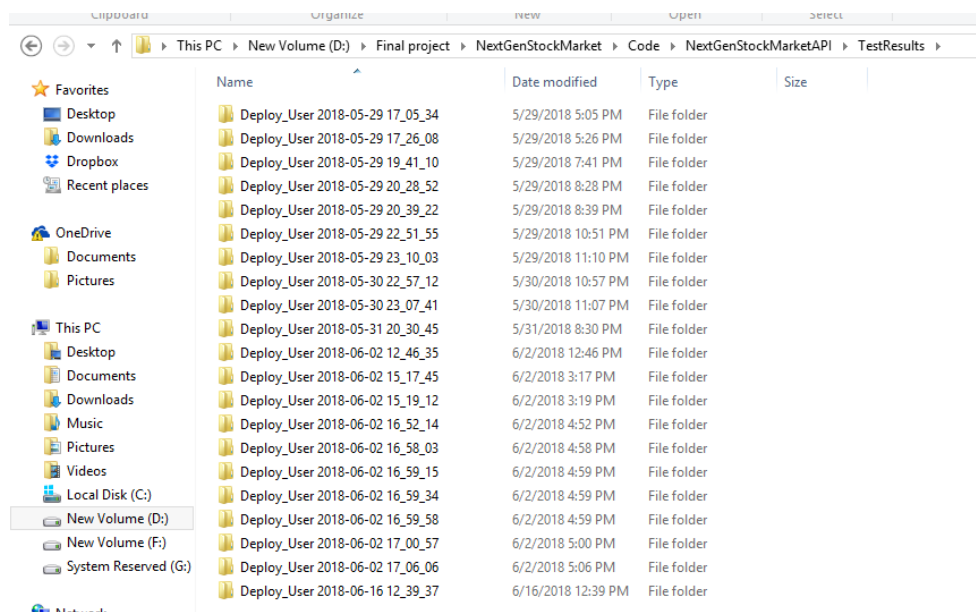 Clipboard Organize New Open Select
This PC New Volume (D:) Final project NextGenStockMarket Code NextGenStockMarketAPI TestResults
Favorites
Desktop
Downloads
Dropbox
Recent places
OneDrive
Documents
Pictures
This PC
Desktop
Documents
Downloads
Music
Pictures
Videos
Local Disk (C:)
New Volume (D:)
New Volume (F:)
System Reserved (G:)
Network
Name Date modified Type Size
Deploy_User 2018-05-29 17_05_34 5/29/2018 5:05 PM File folder
Deploy_User 2018-05-29 17_26_08 5/29/2018 5:26 PM File folder
Deploy_User 2018-05-29 19_41_10 5/29/2018 7:41 PM File folder
Deploy_User 2018-05-29 20_28_52 5/29/2018 8:28 PM File folder
Deploy_User 2018-05-29 20_39_22 5/29/2018 8:39 PM File folder
Deploy_User 2018-05-29 22_51_55 5/29/2018 10:51 PM File folder
Deploy_User 2018-05-29 23_10_03 5/29/2018 11:10 PM File folder
Deploy_User 2018-05-30 22_57_12 5/30/2018 10:57 PM File folder
Deploy_User 2018-05-30 23_07_41 5/30/2018 11:07 PM File folder
Deploy_User 2018-05-31 20_30_45 5/31/2018 8:30 PM File folder
Deploy_User 2018-06-02 12_46_35 6/2/2018 12:46 PM File folder
Deploy_User 2018-06-02 15_17_45 6/2/2018 3:17 PM File folder
Deploy_User 2018-06-02 15_19_12 6/2/2018 3:19 PM File folder
Deploy_User 2018-06-02 16_52_14 6/2/2018 4:52 PM File folder
Deploy_User 2018-06-02 16_58_03 6/2/2018 4:58 PM File folder
Deploy_User 2018-06-02 16_59_15 6/2/2018 4:59 PM File folder
Deploy_User 2018-06-02 16_59_34 6/2/2018 4:59 PM File folder
Deploy_User 2018-06-02 16_59_58 6/2/2018 4:59 PM File folder
Deploy_User 2018-06-02 17_00_57 6/2/2018 5:00 PM File folder
Deploy_User 2018-06-02 17_06_06 6/2/2018 5:06 PM File folder
Deploy_User 2018-06-16 12_39_37 6/16/2018 12:39 PM File folder